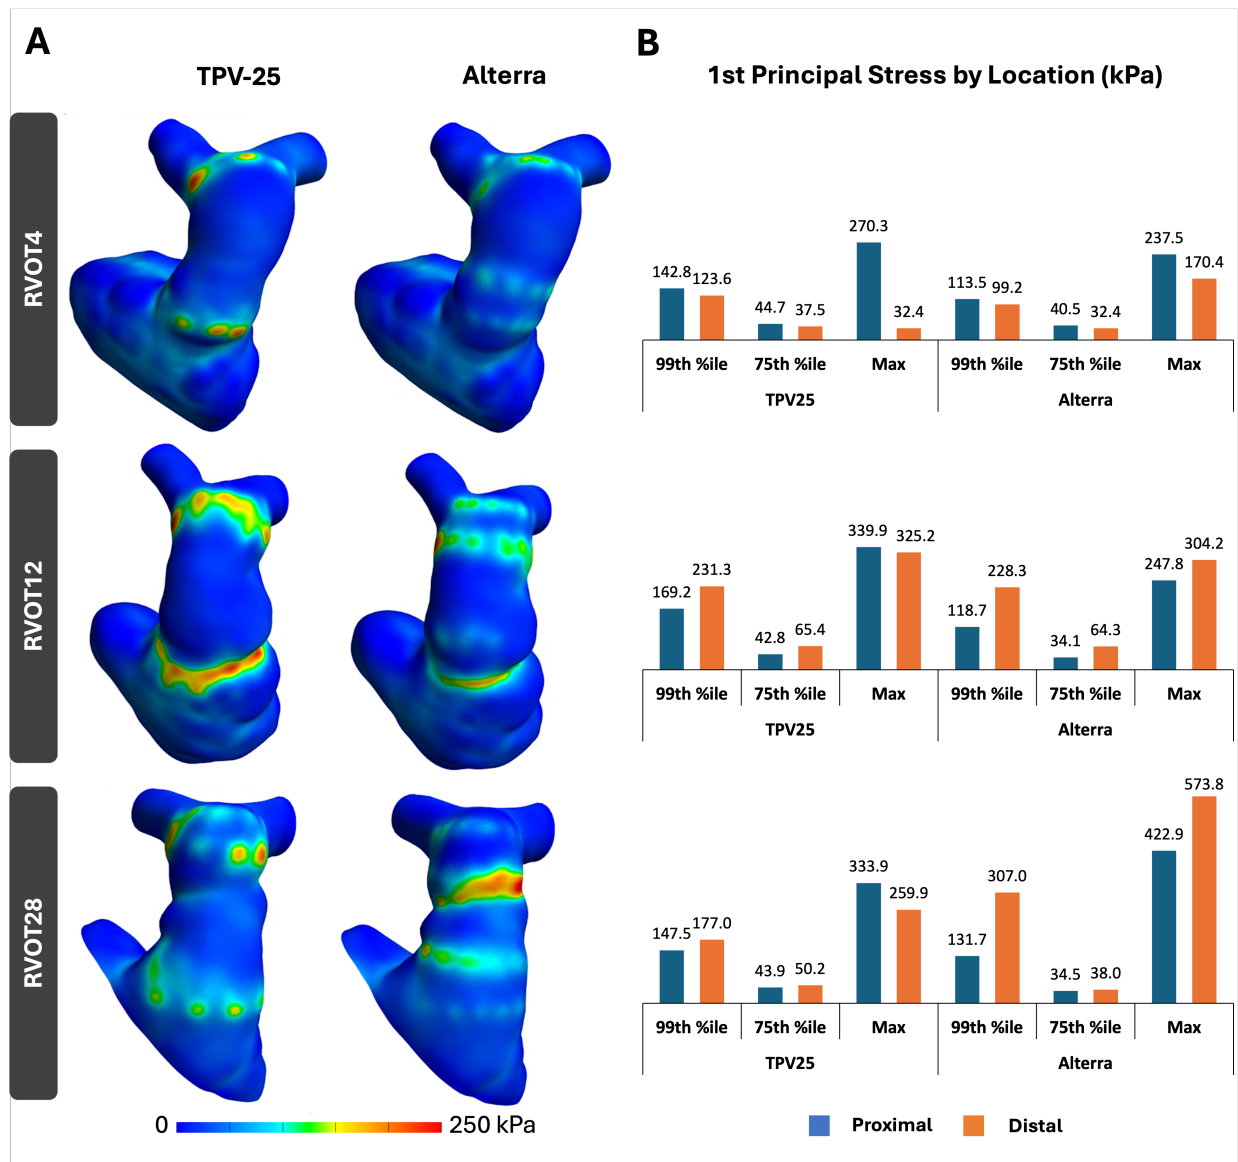 A
B
TPV-25
Alterra
1st Principal Stress by Location (kPa)
RVOT4
270.3
237.5
142.8
123.6
113.5
99.2
170.4
44.7
37.5
32.4
40.5
32.4
99th %ile
75th %ile
Max
99th %ile
75th %ile
Max
TPV25
Alterra
RVOT12
339.9
325.2
304.2
169.2
231.3
228.3
247.8
42.8
65.4
118.7
34.1
64.3
99th %ile
75th %ile
Max
99th %ile
75th %ile
Max
TPV25
Alterra
RVOT28
573.8
422.9
333.9
259.9
307.0
147.5
177.0
131.7
43.9
50.2
34.5
38.0
99th %ile
75th %ile
Max
99th %ile
75th %ile
Max
TPV25
Alterra
0
250 kPa
Proximal
Distal